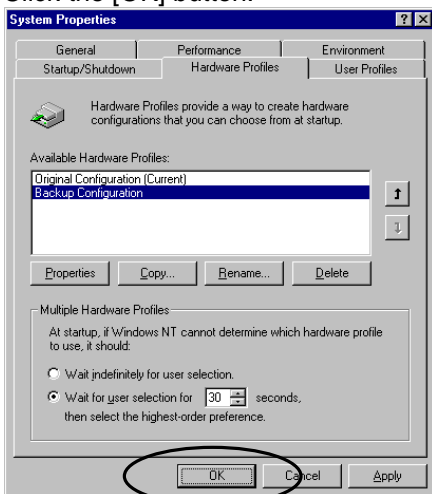 Click the [OK] button.
System Properties
General Performance Environment
Startup/Shutdown Hardware Profiles User Profiles
Hardware Profiles provide a way to create hardware
configurations that you can choose from at startup.
Available Hardware Profiles:
Original Configuration (Current)
Backup Configuration
Properties Copy... Rename... Delete
Multiple Hardware Profiles
At startup, if Windows NT cannot determine which hardware profile
to use, it should:
Wait indefinitely for user selection.
Wait for user selection for 30 seconds,
then select the highest-order preference.
OK Cancel Apply